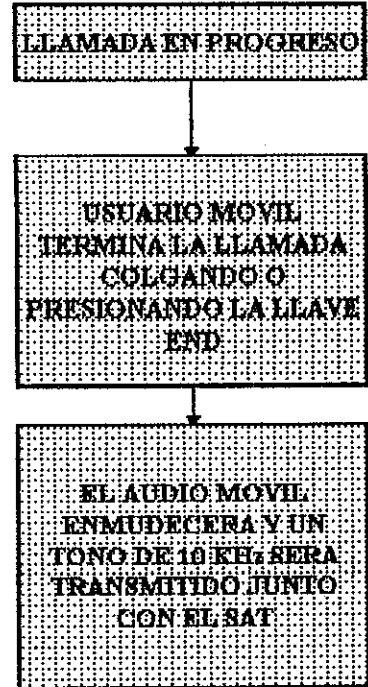 LLAMADA EN PROGRESO
USUARIO MOVIL
TERMINA LA LLAMADA
COLGANDO O
PRESIONANDO LA LLAVE
END
EL AUDIO MOVIL
ENMUDECERA Y UN
TONO DE 10 KHz SERA
TRANSMITIDO JUNTO
CON EL SAT